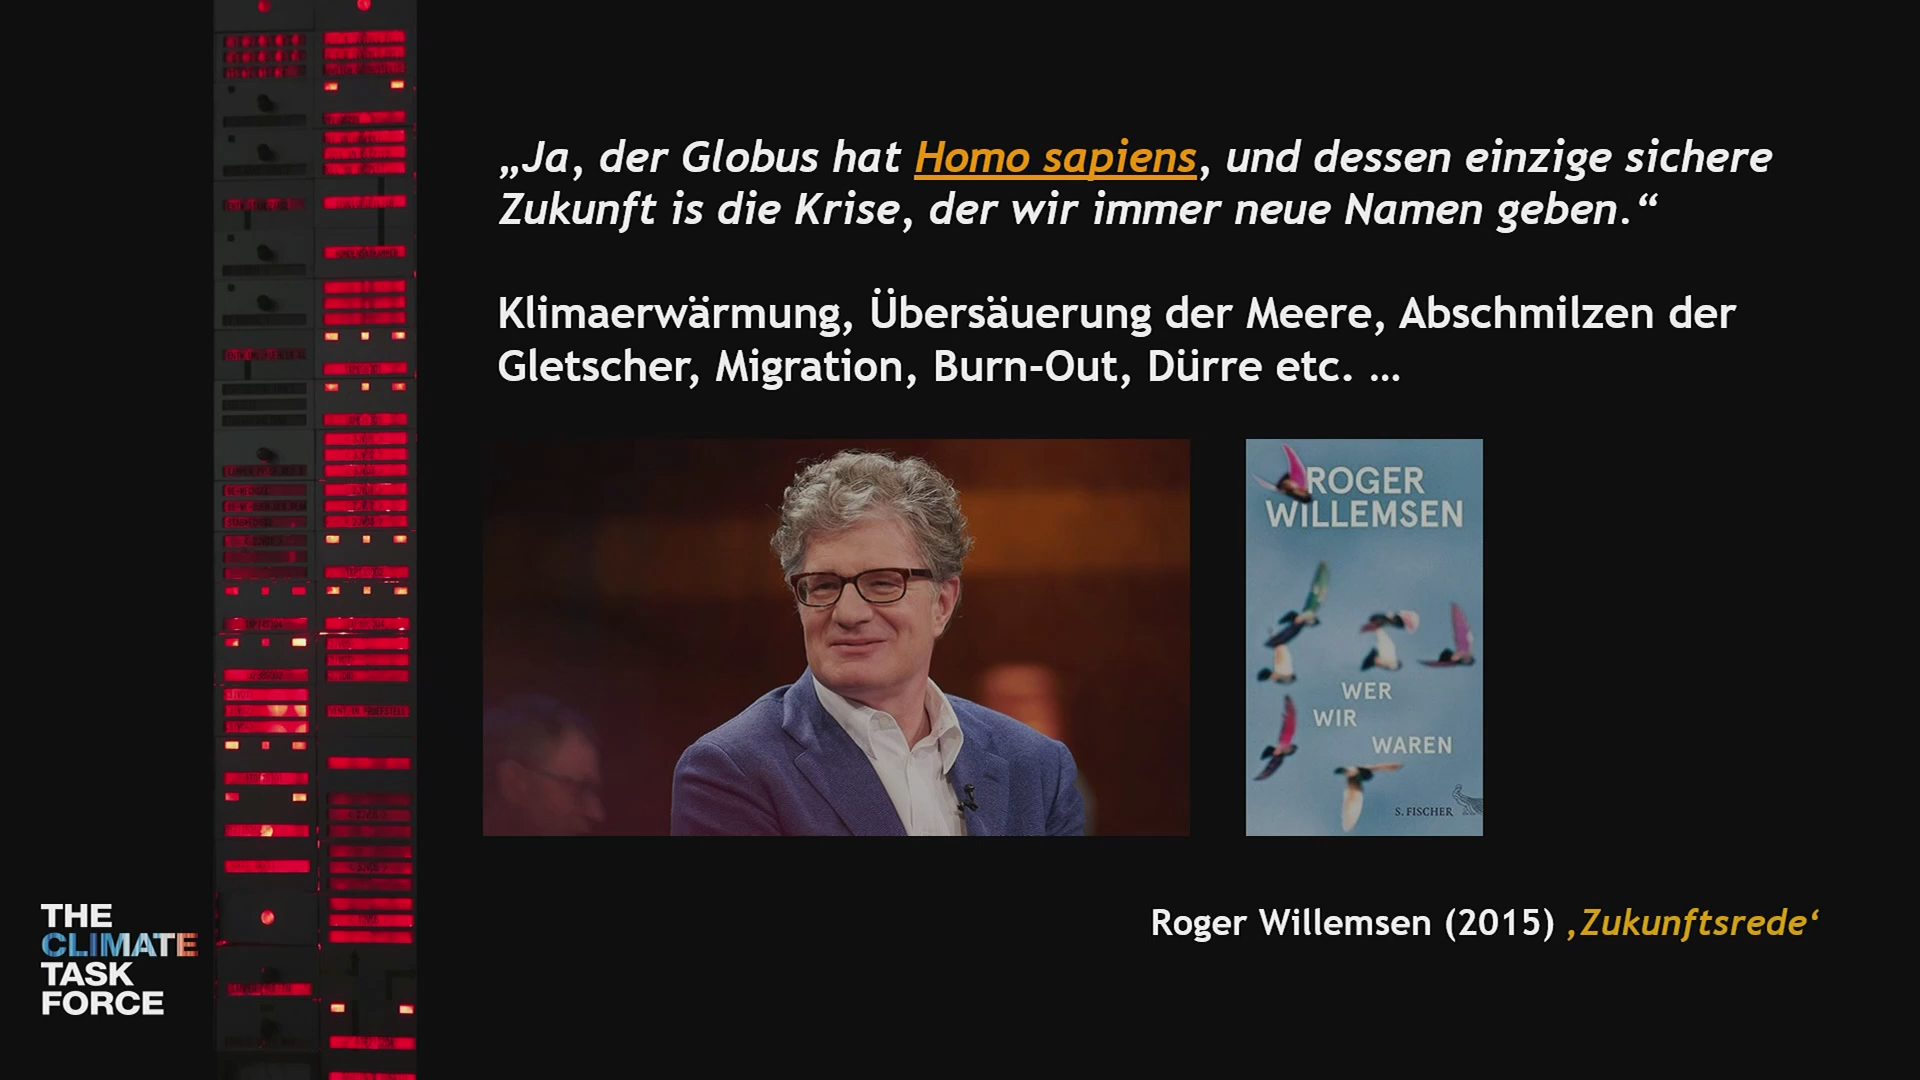 „Ja, der Globus hat Homo sapiens, und dessen einzige sichere
Zukunft is die Krise, der wir immer neue Namen geben.“
Klimaerwärmung, Übersäuerung der Meere, Abschmilzen der
Gletscher, Migration, Burn-Out, Dürre etc. …
ROGER
WILLEMSEN
WER
WIR
WAREN
S. FISCHER
Roger Willemsen (2015) ‚Zukunftsrede‘
THE
CLIMATE
TASK
FORCE